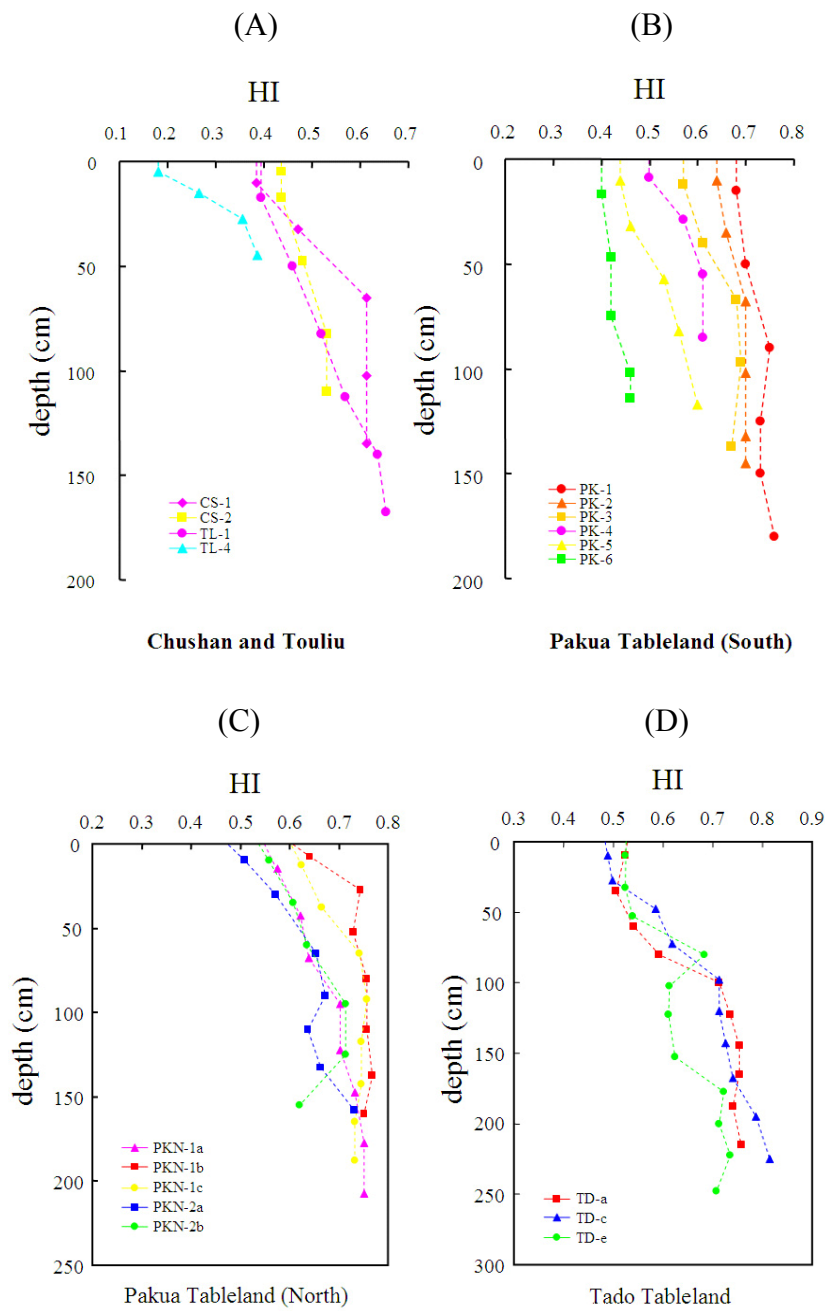 (A)
HI
0.1 0.2 0.3 0.4 0.5 0.6 0.7
0
50
100
150
200
depth (cm)
CS-1
CS-2
TL-1
TL-4
Chushan and Touliu
(B)
HI
0.2 0.3 0.4 0.5 0.6 0.7 0.8
0
50
100
150
200
depth (cm)
PK-1
PK-2
PK-3
PK-4
PK-5
PK-6
Pakua Tableland (South)
(C)
HI
0.2 0.3 0.4 0.5 0.6 0.7 0.8
0
50
100
150
200
250
depth (cm)
PKN-1a
PKN-1b
PKN-1c
PKN-2a
PKN-2b
Pakua Tableland (North)
(D)
HI
0.3 0.4 0.5 0.6 0.7 0.8 0.9
0
50
100
150
200
250
300
depth (cm)
TD-a
TD-c
TD-e
Tado Tableland